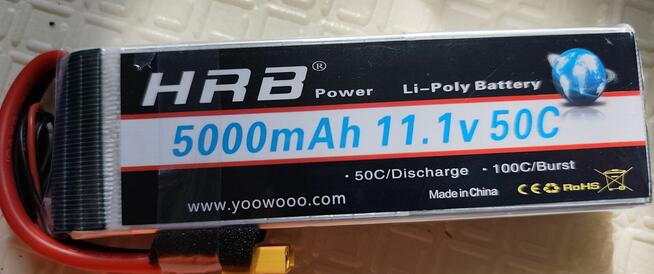 HRB® Power Li-Poly Battery
5000mAh 11.1v 50C
· 50C/Discharge · 100C/Burst
Made in China CE RoHS
www.yoowooo.com